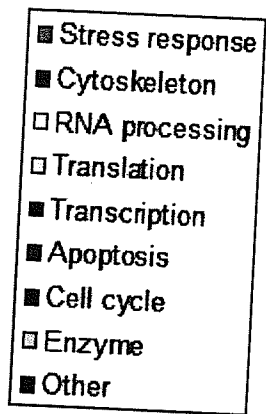 Stress response
Cytoskeleton
RNA processing
Translation
Transcription
Apoptosis
Cell cycle
Enzyme
Other